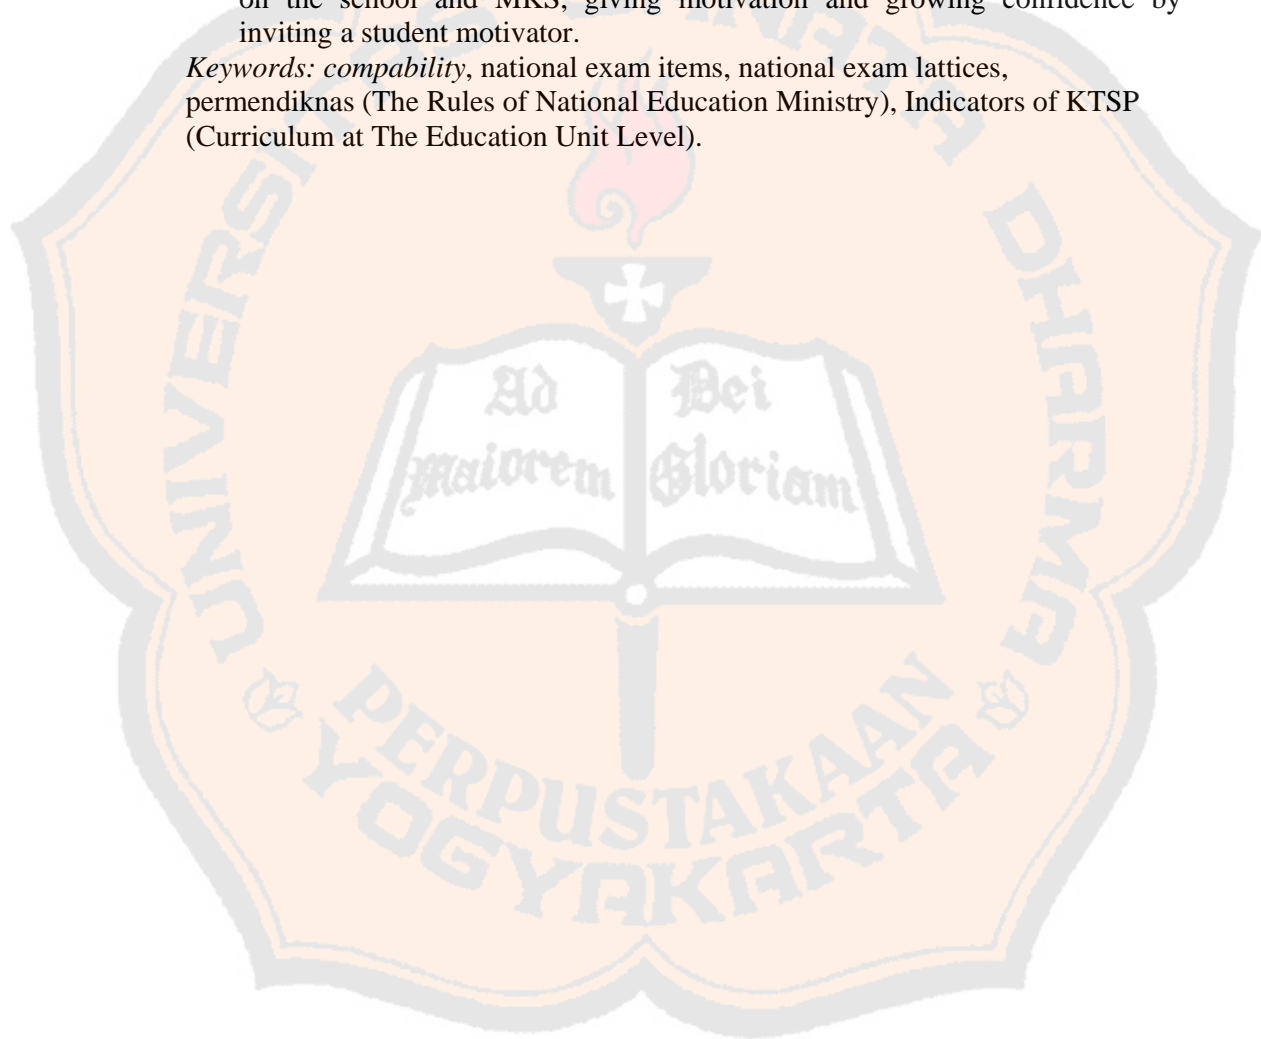 on the school and MKS, giving motivation and growing confidence by
inviting a student motivator.
Keywords: compability, national exam items, national exam lattices,
permendiknas (The Rules of National Education Ministry), Indicators of KTSP
(Curriculum at The Education Unit Level).
DHARMA
UNIVERSITAS
Ad
Dei
Maiorem
Gloriam
PERPUSTAKAAN
YOGYAKARTA